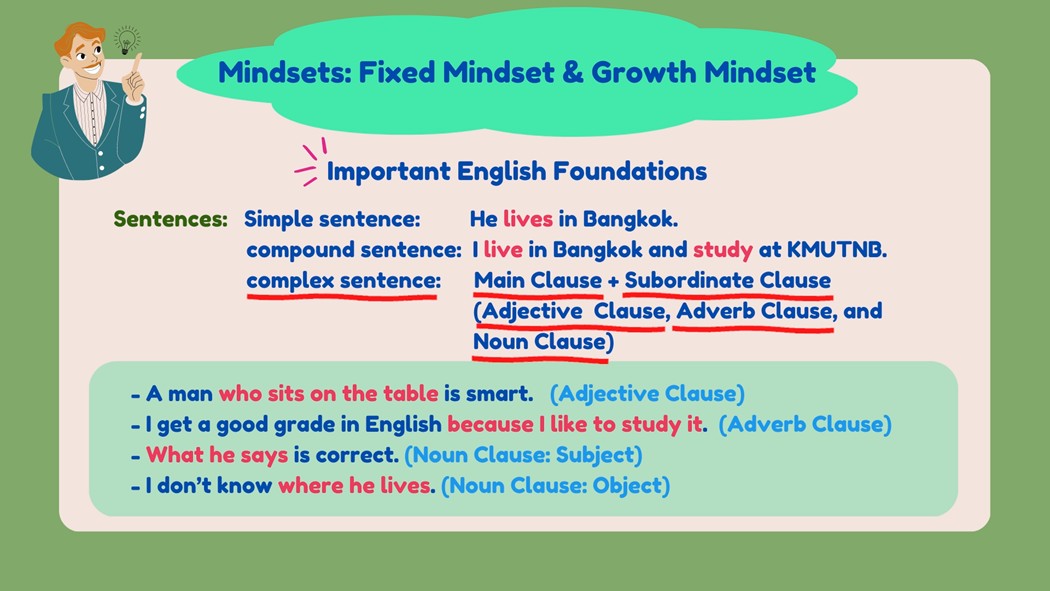 Mindsets: Fixed Mindset & Growth Mindset
Important English Foundations
Sentences: Simple sentence: He lives in Bangkok.
compound sentence: I live in Bangkok and study at KMUTNB.
complex sentence: Main Clause + Subordinate Clause
(Adjective Clause, Adverb Clause, and
Noun Clause)
- A man who sits on the table is smart. (Adjective Clause)
- I get a good grade in English because I like to study it. (Adverb Clause)
- What he says is correct. (Noun Clause: Subject)
- I don't know where he lives. (Noun Clause: Object)